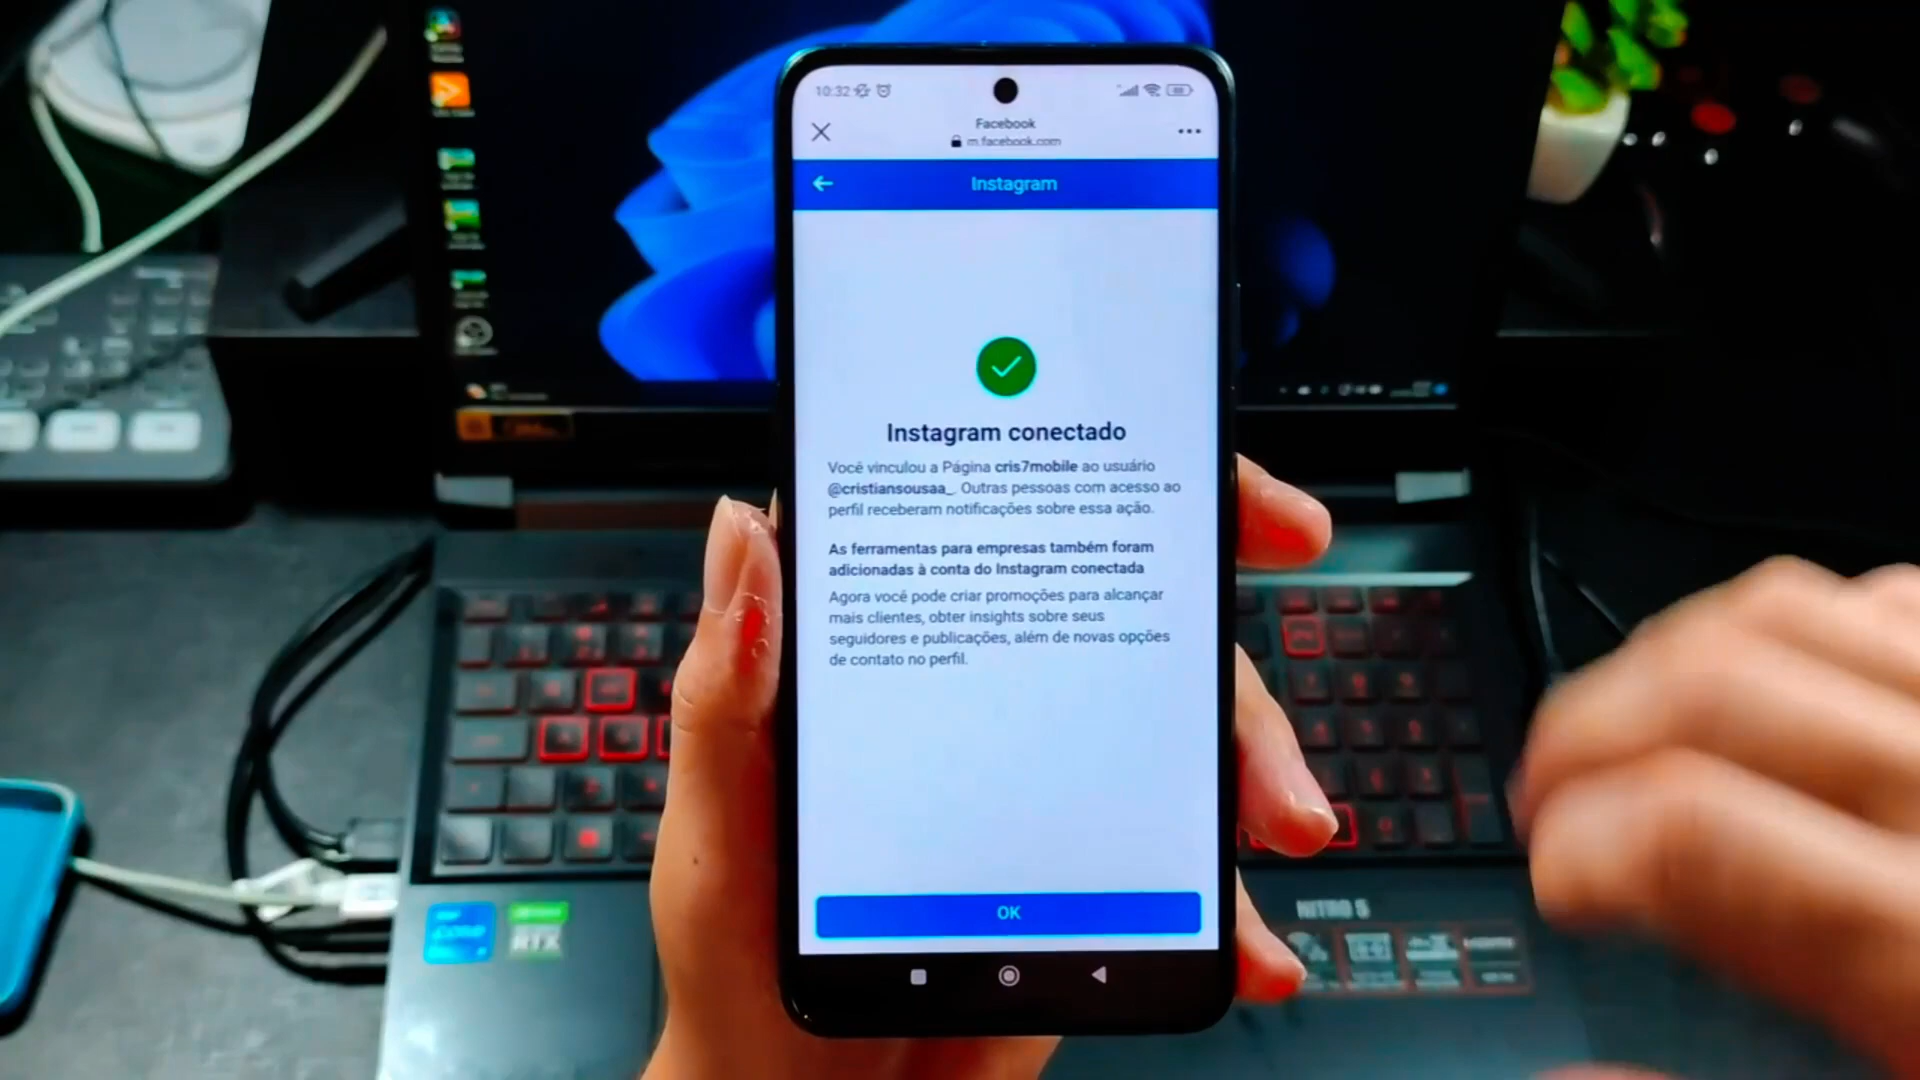 10:32
Facebook
m.facebook.com
Instagram
Instagram conectado
Você vinculou a Página cris7mobile ao usuário
@cristiansousaa_. Outras pessoas com acesso ao
perfil receberam notificações sobre essa ação.
As ferramentas para empresas também foram
adicionadas à conta do Instagram conectada
Agora você pode criar promoções para alcançar
mais clientes, obter insights sobre seus
seguidores e publicações, além de novas opções
de contato no perfil.
OK
NITRO 5
RTX